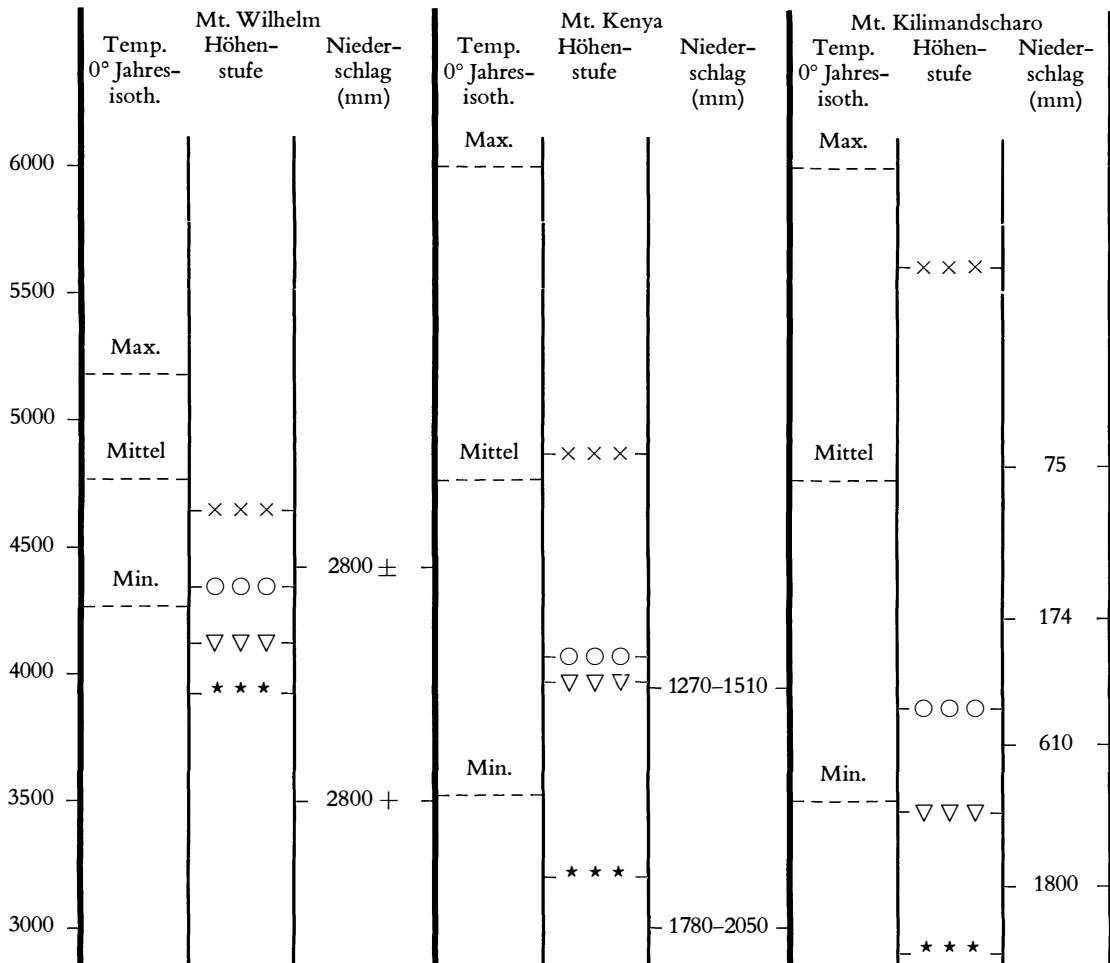 Mt. Wilhelm
Temp.
0° Jahres-
isoth.
Höhen-
stufe
Nieder-
schlag
(mm)
Mt. Kenya
Temp.
0° Jahres-
isoth.
Höhen-
stufe
Nieder-
schlag
(mm)
Mt. Kilimandscharo
Temp.
0° Jahres-
isoth.
Höhen-
stufe
Nieder-
schlag
(mm)
6000
5500
5000
4500
4000
3500
3000
Max.
Mittel
Min.
2800 ±
2800 +
Max.
Mittel
Min.
1270–1510
1780–2050
Max.
Mittel
Min.
75
174
610
1800